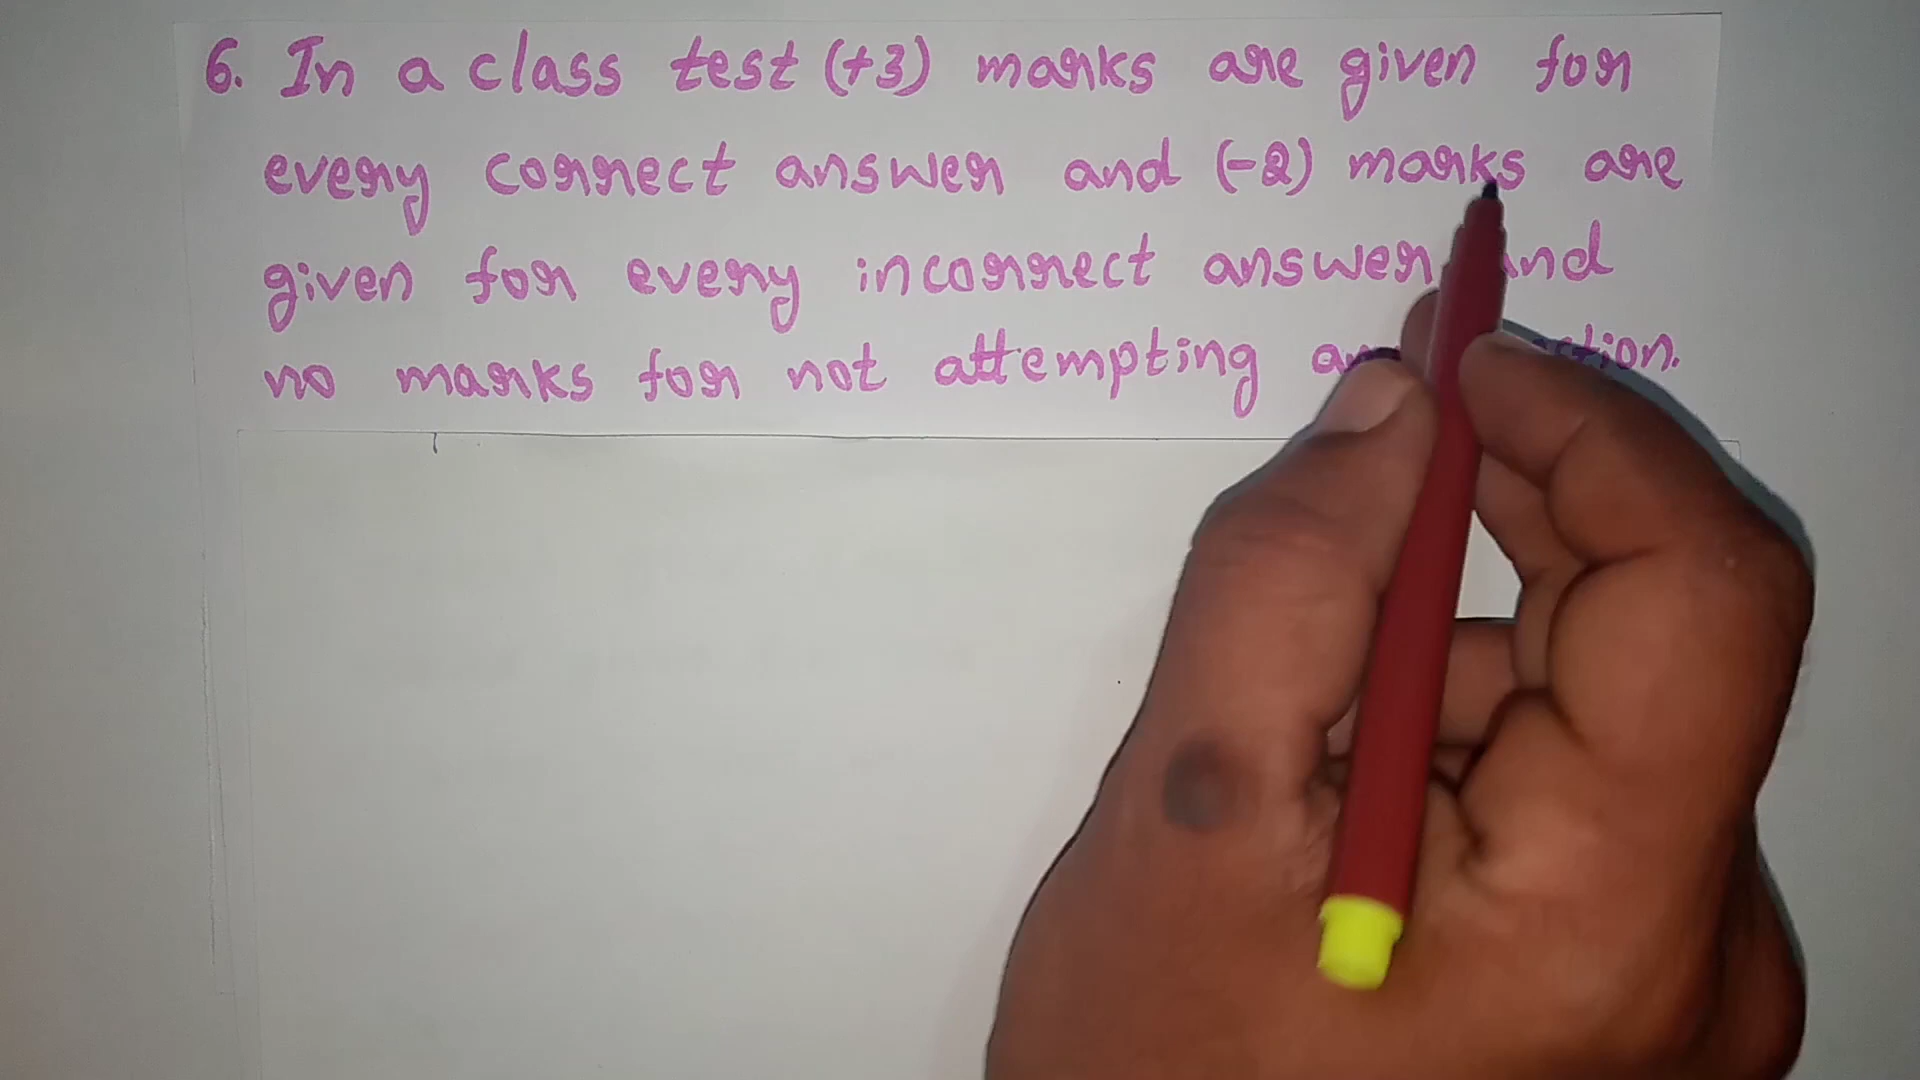 6. In a class test (+3) marks are given for
every correct answer and (-2) marks are
given for every incorrect answer and
no marks for not attempting